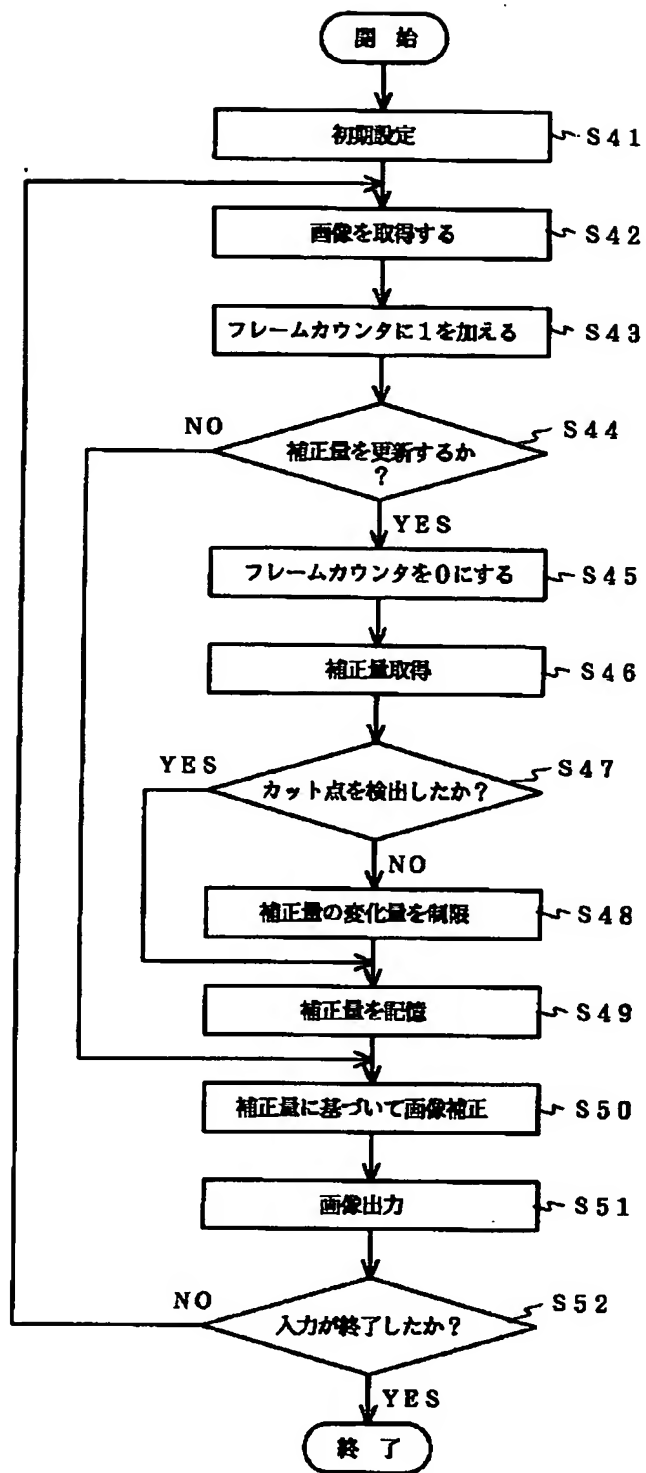 開 始
初期設定
S41
画像を取得する
S42
フレームカウンタに1を加える
S43
NO
S44
補正量を更新するか
?
YES
フレームカウンタを0にする
S45
補正量取得
S46
YES
S47
カット点を検出したか?
NO
補正量の変化量を制限
S48
補正量を記憶
S49
補正量に基づいて画像補正
S50
画像出力
S51
NO
S52
入力が終了したか?
YES
終 了